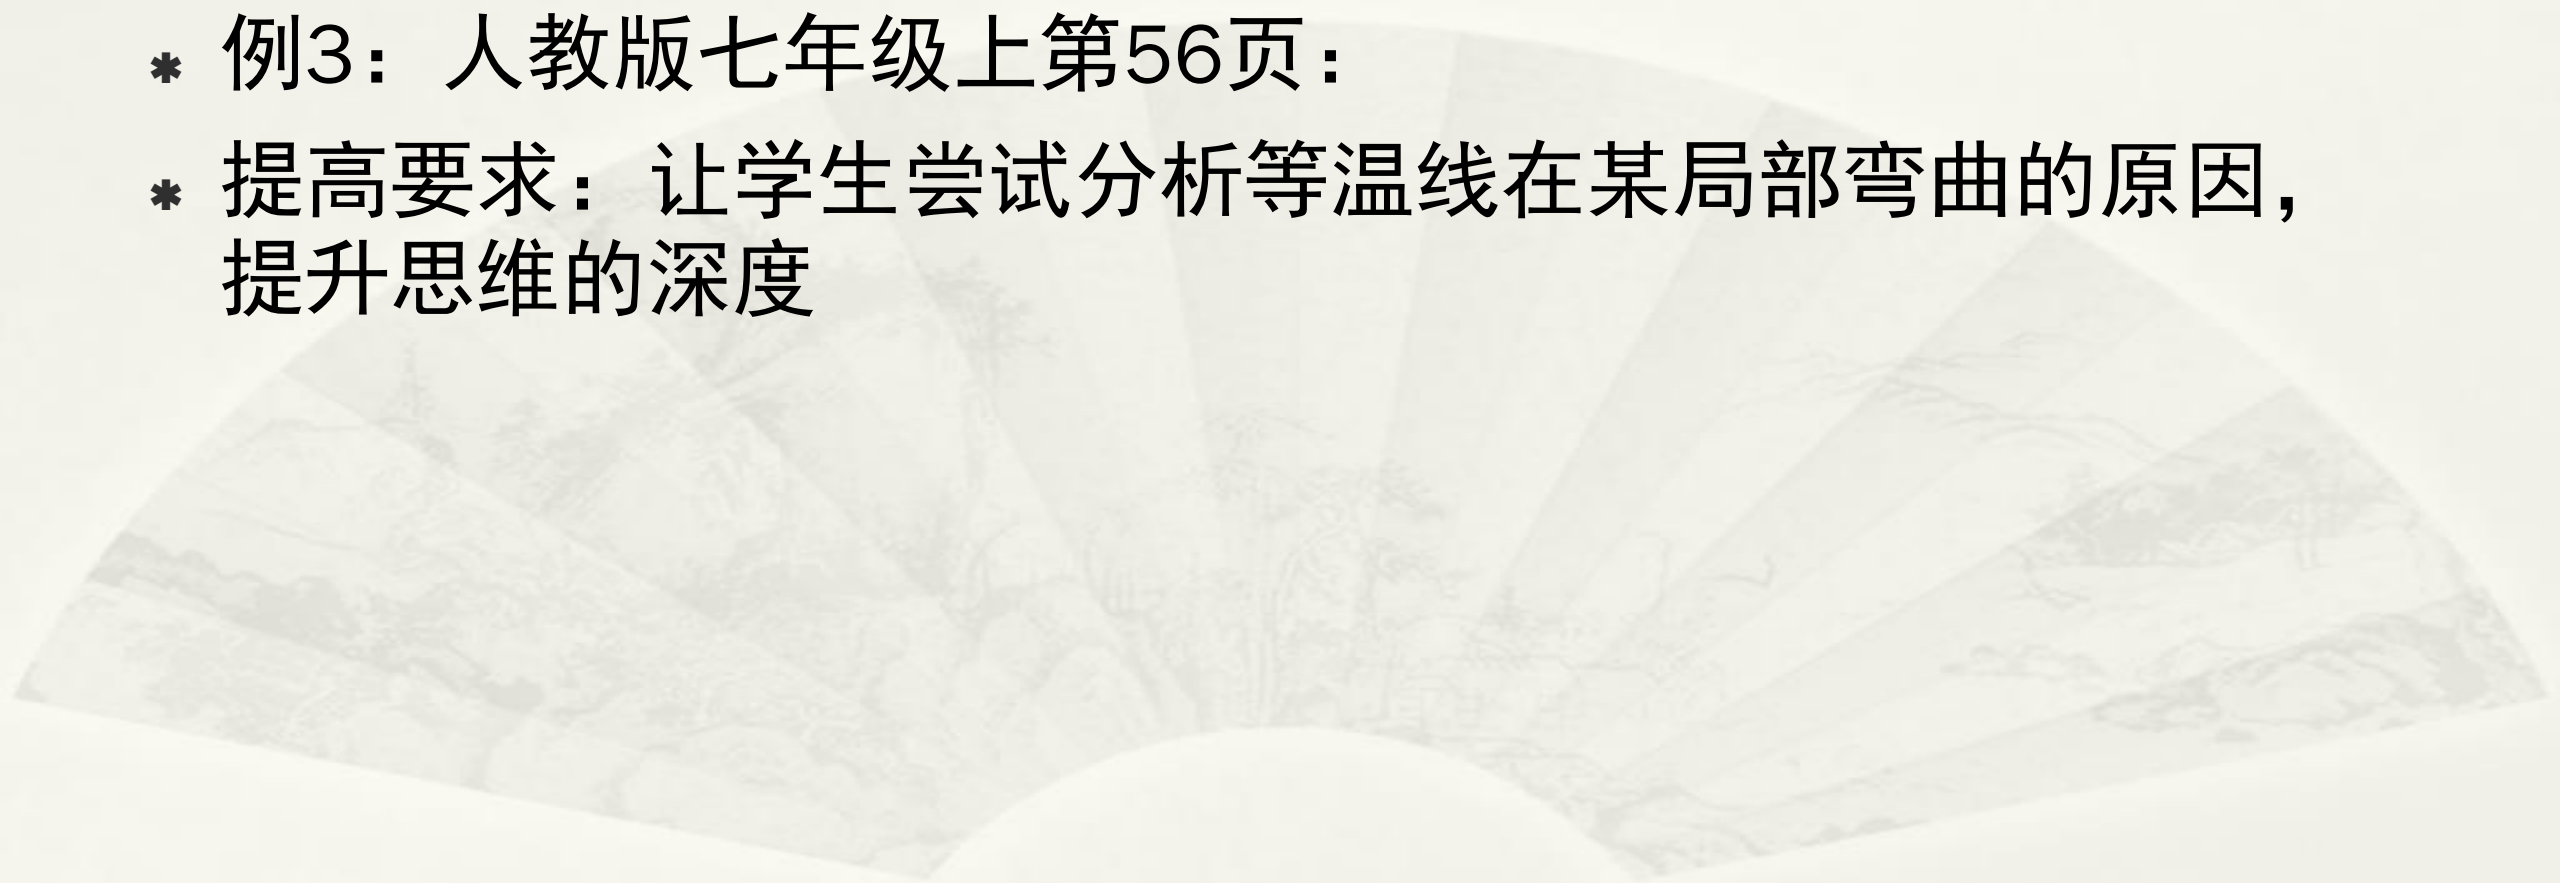 * 例3：人教版七年级上第56页：
* 提高要求：让学生尝试分析等温线在某局部弯曲的原因，
提升思维的深度